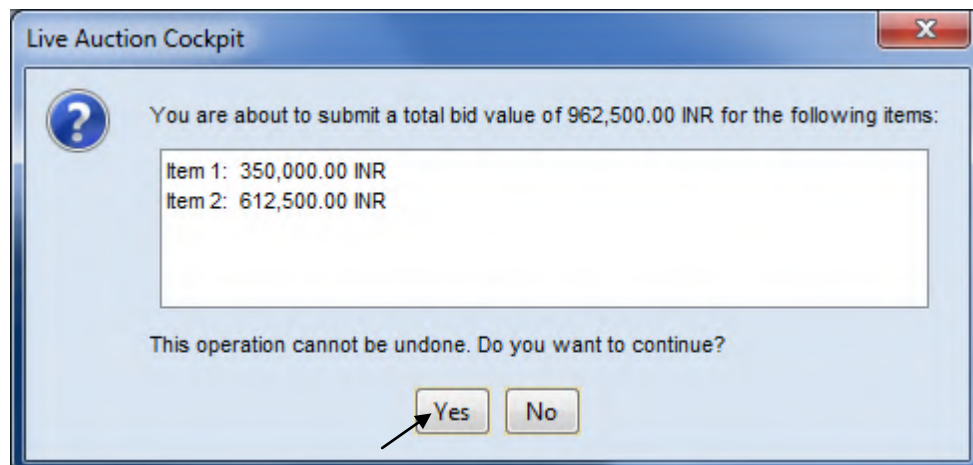 Live Auction Cockpit
You are about to submit a total bid value of 962,500.00 INR for the following items:
Item 1: 350,000.00 INR
Item 2: 612,500.00 INR
This operation cannot be undone. Do you want to continue?
Yes No